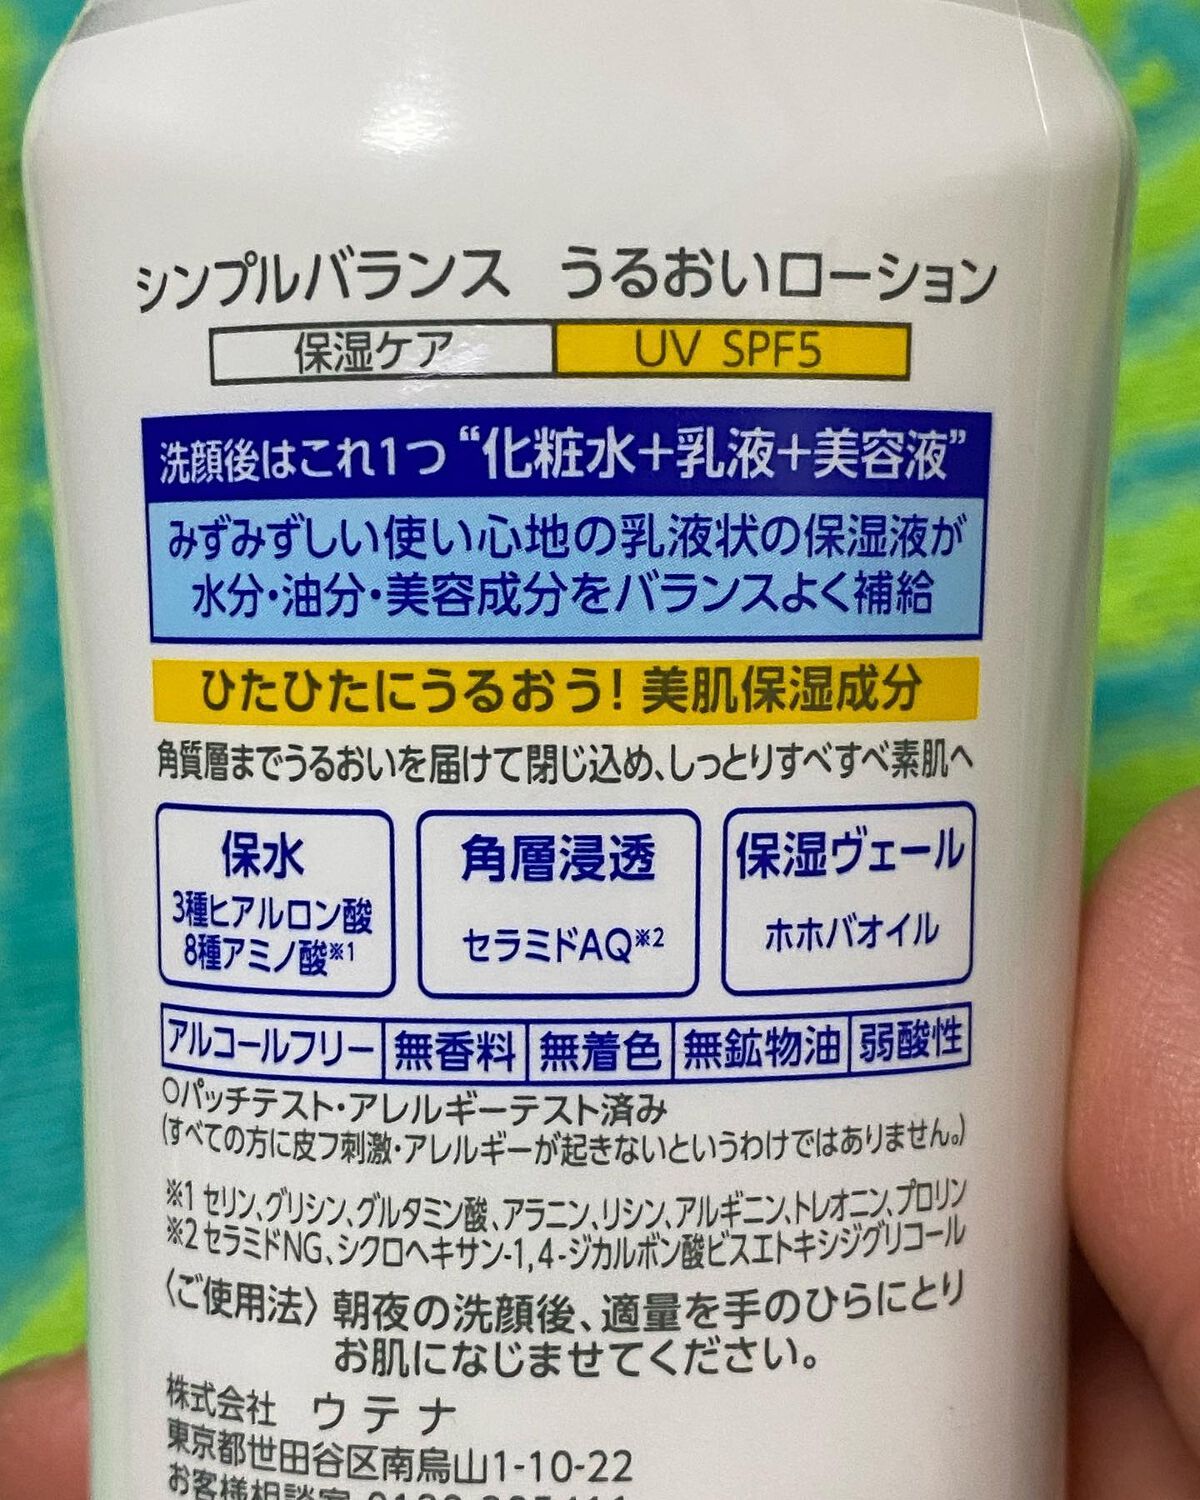 シンプルバランス うるおいローション
保湿ケア UV SPF5
洗顔後はこれ1つ “化粧水+乳液+美容液”
みずみずしい使い心地の乳液状の保湿液が
水分・油分・美容成分をバランスよく補給
ひたひたにうるおう! 美肌保湿成分
角質層までうるおいを届けて閉じ込め、しっとりすべすべ素肌へ
保水
3種ヒアルロン酸
8種アミノ酸※1
角層浸透
セラミドAQ※2
保湿ヴェール
ホホバオイル
アルコールフリー 無香料 無着色 無鉱物油 弱酸性
○パッチテスト・アレルギーテスト済み
(すべての方に皮フ刺激・アレルギーが起きないというわけではありません。)
※1 セリン、グリシン、グルタミン酸、アラニン、リシン、アルギニン、トレオニン、プロリン
※2 セラミドNG、シクロヘキサン-1,4-ジカルボン酸ビスエトキシジグリコール
〈ご使用法〉 朝夜の洗顔後、適量を手のひらにとり
お肌になじませてください。
株式会社 ウテナ
東京都世田谷区南烏山1-10-22
お客様相談室